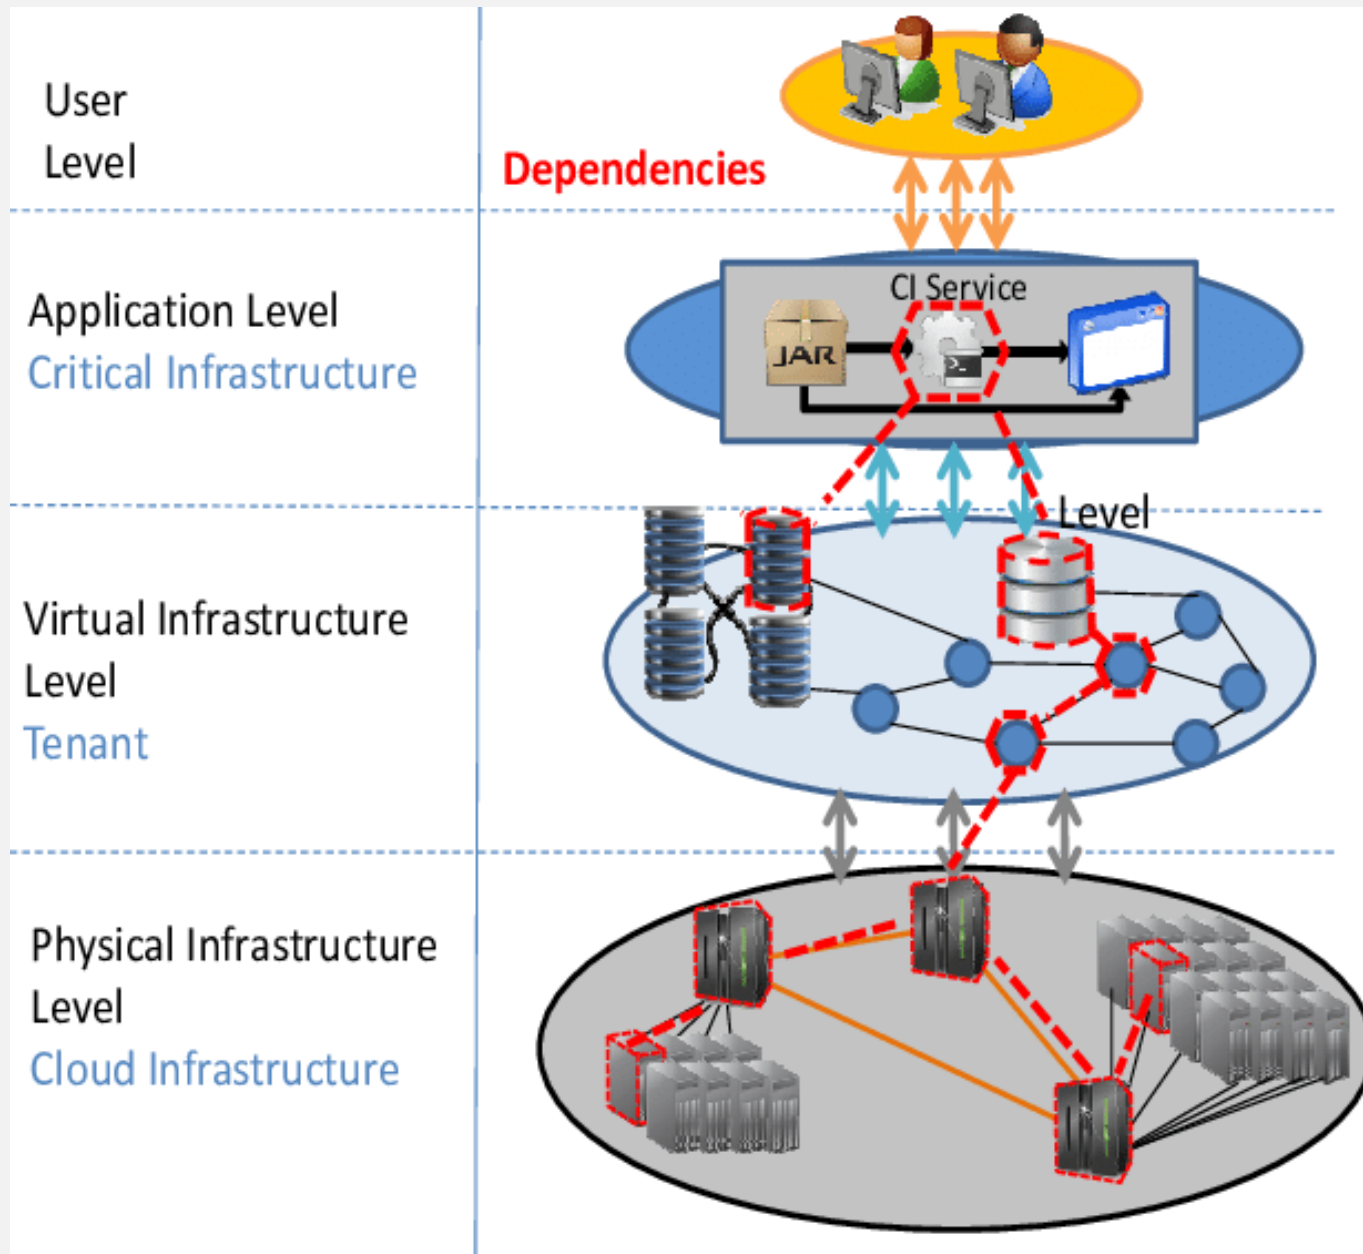 User
Level
Dependencies
Application Level
Critical Infrastructure
CI Service
JAR
>_
Level
Virtual Infrastructure
Level
Tenant
Physical Infrastructure
Level
Cloud Infrastructure